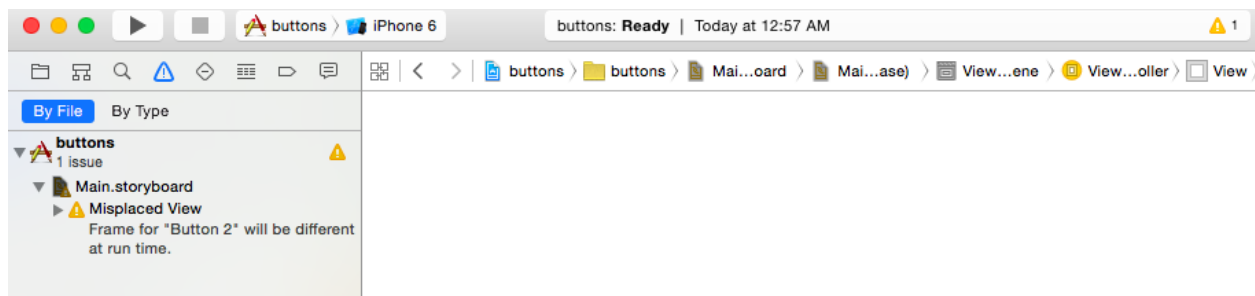 buttons 〉 iPhone 6
buttons: Ready | Today at 12:57 AM
1
buttons 〉 buttons 〉 Mai...oard 〉 Mai...ase) 〉 View...ene 〉 View...oller 〉 View 〉
By File By Type
buttons
1 issue
Main.storyboard
Misplaced View
Frame for "Button 2" will be different
at run time.